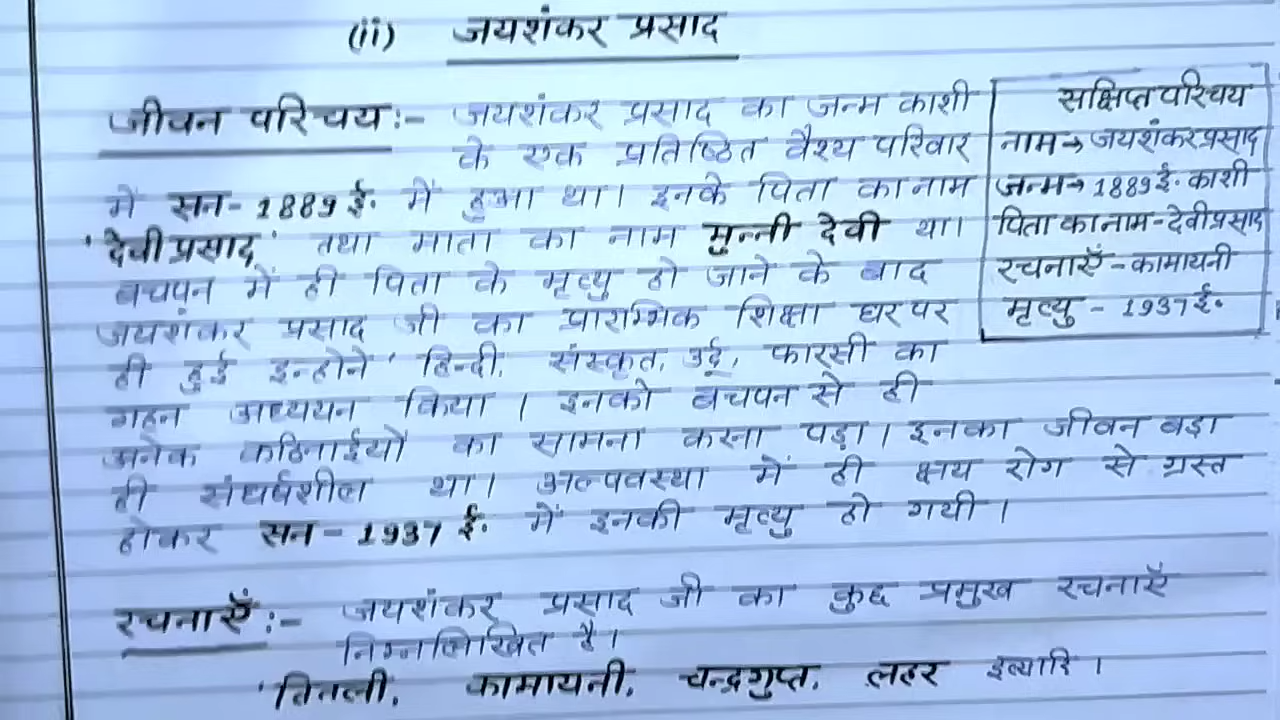 (ii) जयशंकर प्रसाद
जीवन परिचय :- जयशंकर प्रसाद का जन्म काशी
के एक प्रतिष्ठित वैश्य परिवार
में सन- 1889 ई. में हुआ था। इनके पिता का नाम
'देवी प्रसाद' तथा माता का नाम मुन्नी देवी था।
बचपन में ही पिता के मृत्यु हो जाने के बाद
जयशंकर प्रसाद जी का प्रारम्भिक शिक्षा घर पर
ही हुई इन्होने ' हिन्दी, संस्कृत, उर्दू, फारसी का
गहन अध्ययन किया । इनको बचपन से ही
अनेक कठिनाईयों का सामना करना पड़ा। इनका जीवन बड़ा
ही संघर्षशील था। अल्पवस्था में ही क्षय रोग से ग्रस्त
होकर सन - 1937 ई. में इनकी मृत्यु हो गयी।
सक्षिप्त परिचय
नाम → जयशंकर प्रसाद
जन्म → 1889 ई. काशी
पिता का नाम - देवी प्रसाद
रचनाएँ - कामायनी
मृत्यु - 1937 ई.
रचनाएँ :- जयशंकर प्रसाद जी का कुछ प्रमुख रचनाएँ
निम्नलिखित है।
'तितली, कामायनी, चन्द्रगुप्त, लहर इत्यादि।